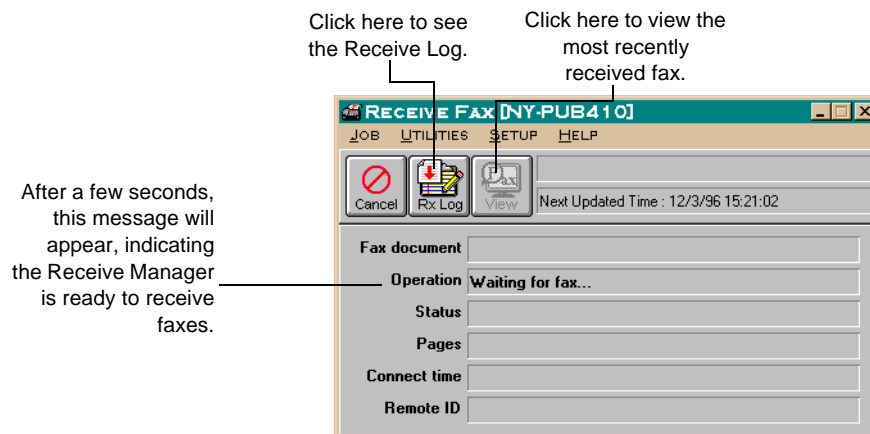 Click here to see
the Receive Log.
Click here to view the
most recently
received fax.
RECEIVE FAX [NY-PUB410]
JOB UTILITIES SETUP HELP
Cancel Rx Log View
Next Updated Time : 12/3/96 15:21:02
After a few seconds,
this message will
appear, indicating
the Receive Manager
is ready to receive
faxes.
Fax document
Operation Waiting for fax...
Status
Pages
Connect time
Remote ID